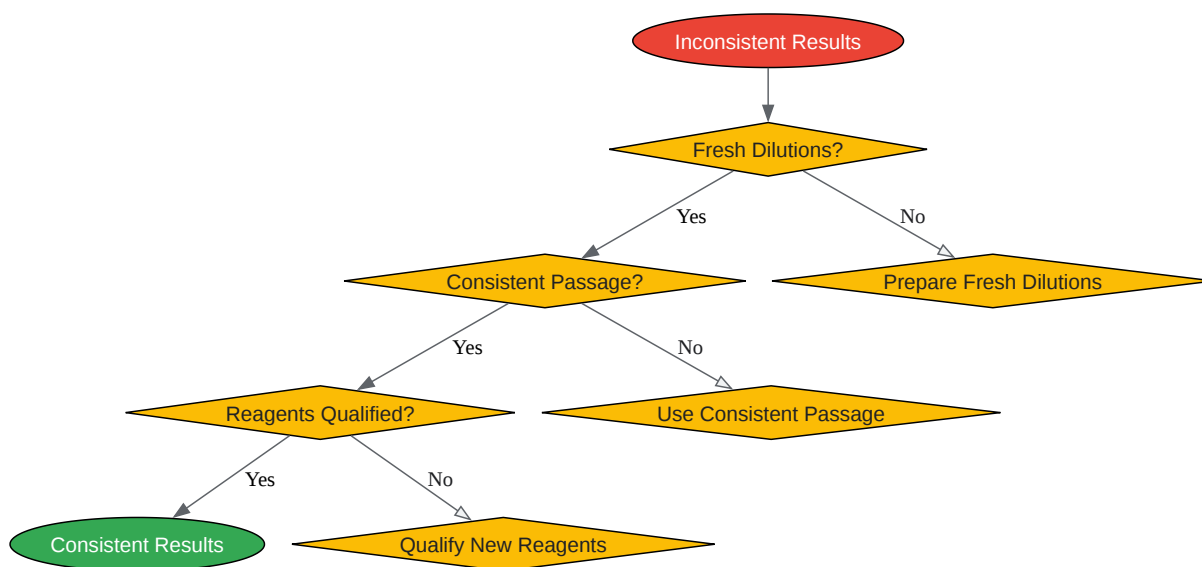 Inconsistent Results
Fresh Dilutions?
Yes
No
Consistent Passage?
Prepare Fresh Dilutions
Yes
No
Reagents Qualified?
Use Consistent Passage
Yes
No
Consistent Results
Qualify New Reagents